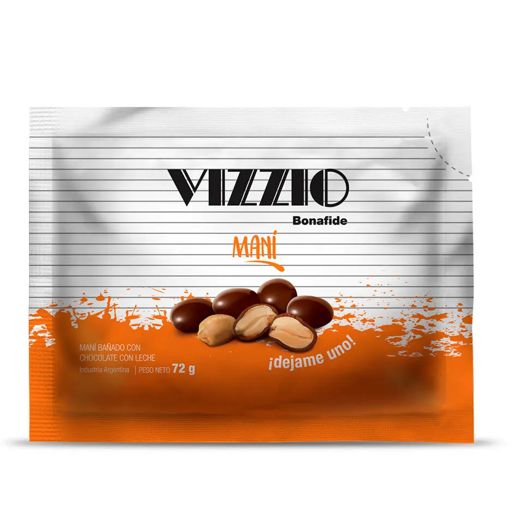 VIZZIO
Bonafide
MANÍ
MANÍ BAÑADO CON
CHOCOLATE CON LECHE
Industria Argentina | PESO NETO 72 g
¡dejame uno!